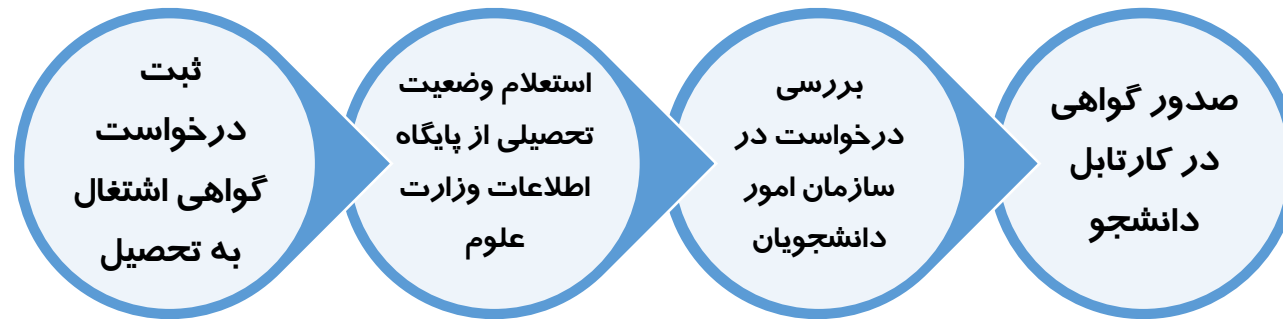 ثبت
درخواست
گواهی اشتغال
به تحصیل
استعلام وضعیت
تحصیلی از پایگاه
اطلاعات وزارت
علوم
بررسی
درخواست در
سازمان امور
دانشجویان
صدور گواهی
در کارتابل
دانشجو